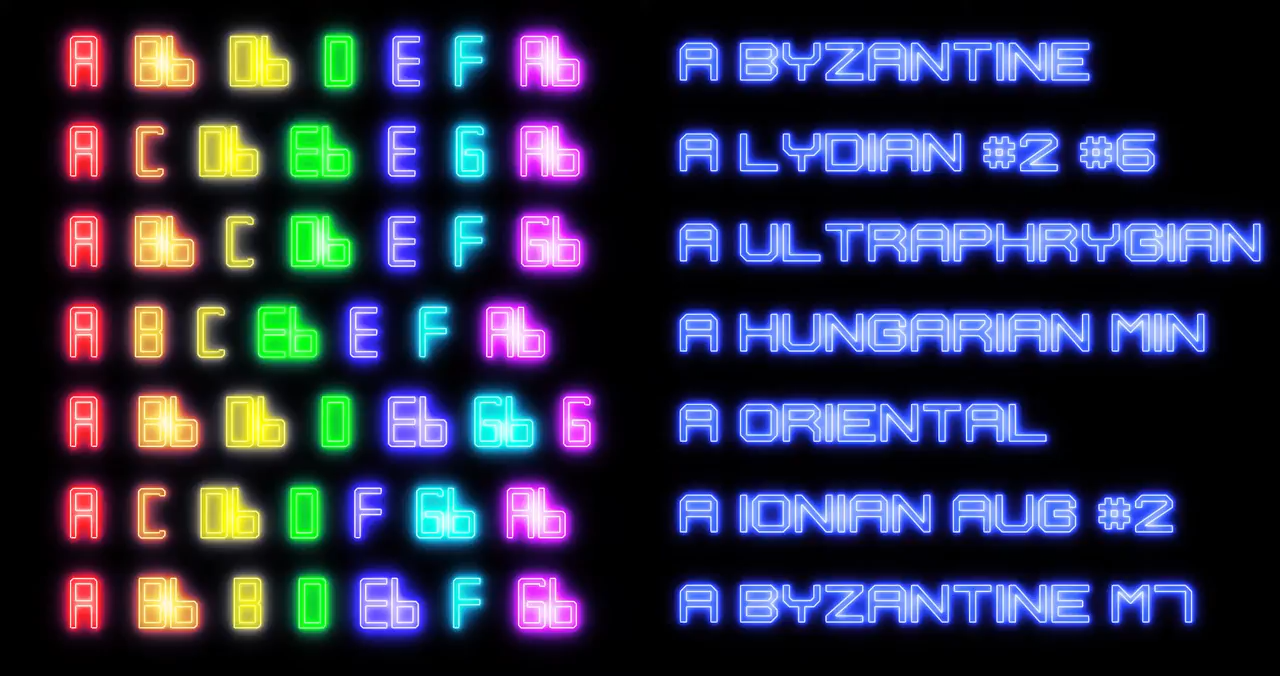 A Bb Db D E F Ab A BYZANTINE
A C Db Eb E G Ab A LYDIAN #2 #6
A Bb C Db E F Gb A ULTRAPHRYGIAN
A B C Eb E F Ab A HUNGARIAN MIN
A Bb Db D Eb Gb G A ORIENTAL
A C Db D F Gb Ab A IONIAN AUG #2
A Bb B D Eb F Gb A BYZANTINE M7